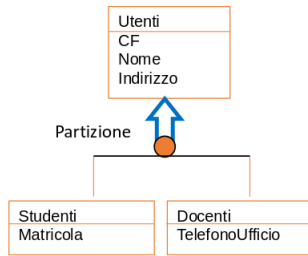 Utenti
CF
Nome
Indirizzo
Partizione
Studenti
Matricola
Docenti
TelefonoUfficio